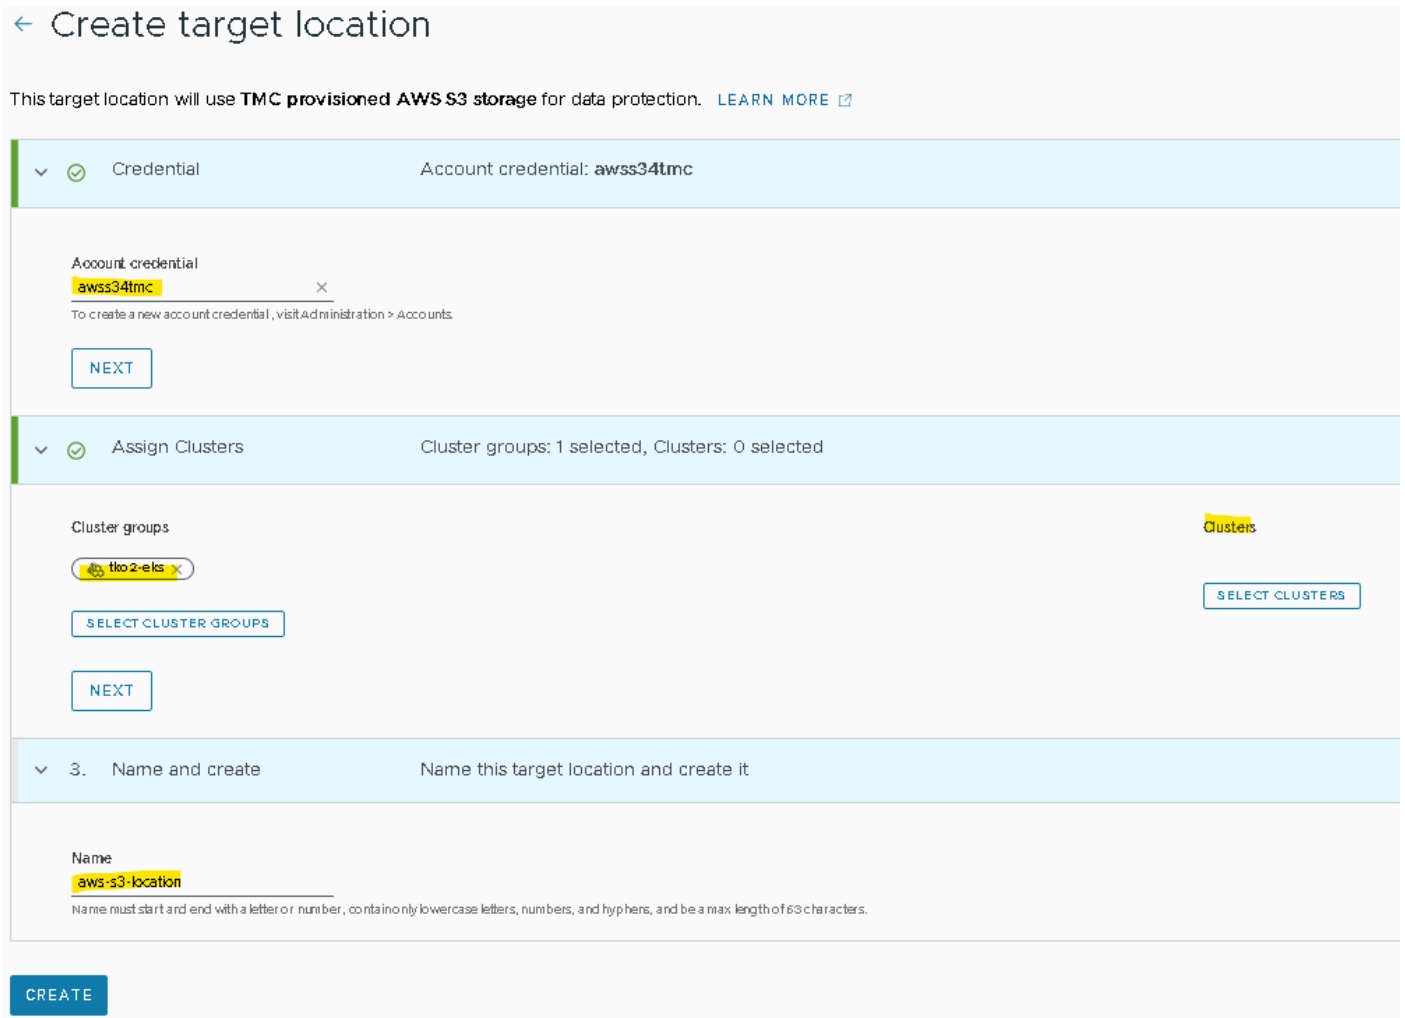 Create target location
This target location will use TMC provisioned AWS S3 storage for data protection. LEARN MORE
Credential Account credential: awss34tmc
Account credential
awss34tmc
To create a new account credential, visit Administration > Accounts.
NEXT
Assign Clusters Cluster groups: 1 selected, Clusters: 0 selected
Cluster groups Clusters
tko2-eks
SELECT CLUSTERS
SELECT CLUSTER GROUPS
NEXT
3. Name and create Name this target location and create it
Name
aws-s3-location
Name must start and end with a letter or number, contain only lowercase letters, numbers, and hyphens, and be a max length of 63 characters.
CREATE